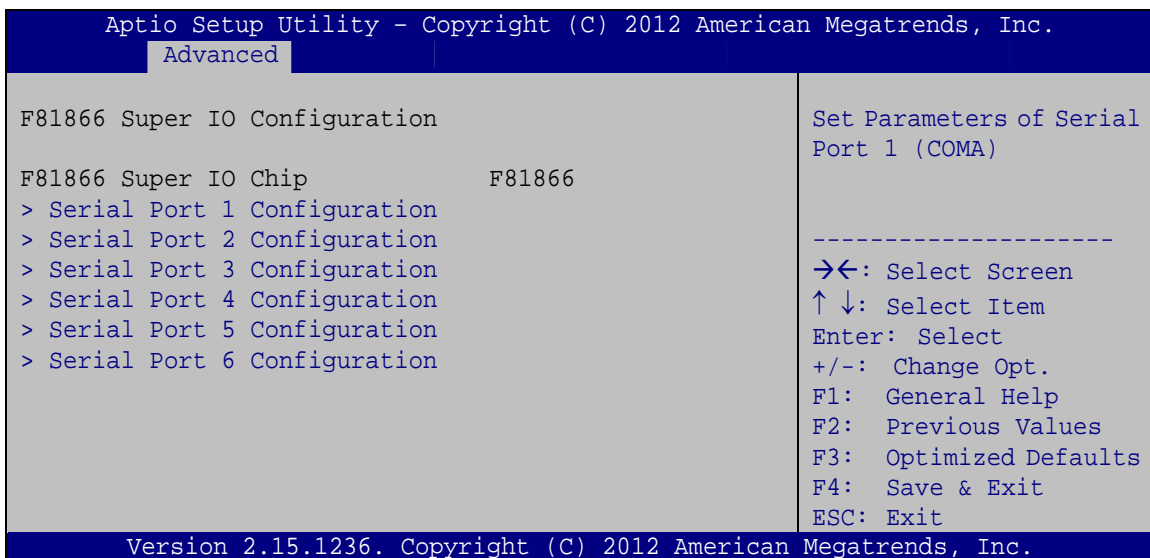 Aptio Setup Utility – Copyright (C) 2012 American Megatrends, Inc.
Advanced
F81866 Super IO Configuration
F81866 Super IO Chip F81866
> Serial Port 1 Configuration
> Serial Port 2 Configuration
> Serial Port 3 Configuration
> Serial Port 4 Configuration
> Serial Port 5 Configuration
> Serial Port 6 Configuration
Set Parameters of Serial
Port 1 (COMA)
---------------------
→←: Select Screen
↑ ↓: Select Item
Enter: Select
+/-: Change Opt.
F1: General Help
F2: Previous Values
F3: Optimized Defaults
F4: Save & Exit
ESC: Exit
Version 2.15.1236. Copyright (C) 2012 American Megatrends, Inc.